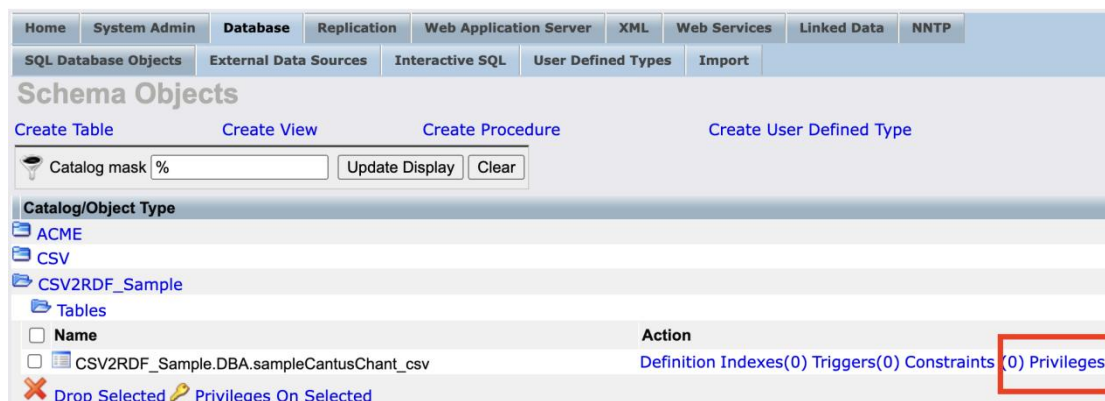 Home System Admin Database Replication Web Application Server XML Web Services Linked Data NNTP
SQL Database Objects External Data Sources Interactive SQL User Defined Types Import
Schema Objects
Create Table Create View Create Procedure Create User Defined Type
Catalog mask % Update Display Clear
Catalog/Object Type
ACME
CSV
CSV2RDF_Sample
Tables
Name Action
CSV2RDF_Sample.DBA.sampleCantusChant_csv Definition Indexes(0) Triggers(0) Constraints (0) Privileges
Drop Selected Privileges On Selected